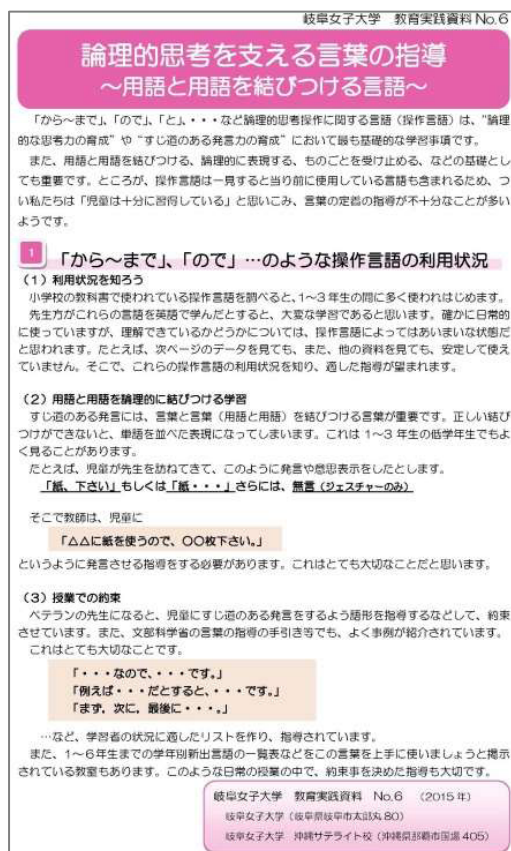 岐阜女子大学　教育実践資料 No.6
論理的思考を支える言葉の指導
～用語と用語を結びつける言語～
「から～まで」、「ので」、「と」、・・・など論理的思考操作に関する言語（操作言語）は、“論理
的な思考力の育成” や “すじ道のある発言力の育成” において最も基礎的な学習事項です。
また、用語と用語を結びつける、論理的に表現する、ものごとを受け止める、などの基礎とし
ても重要です。ところが、操作言語は一見すると当り前に使用している言語も含まれるため、つ
い私たちは「児童は十分に習得している」と思いこみ、言葉の定着の指導が不十分なことが多い
ようです。
1 「から～まで」、「ので」…のような操作言語の利用状況
（1）利用状況を知ろう
小学校の教科書で使われている操作言語を調べると、1～3 年生の間に多く使われはじめます。
先生方がこれらの言語を英語で学んだとすると、大変な学習であると思います。確かに日常的
に使っていますが、理解できているかどうかについては、操作言語によってはあいまいな状態だ
と思われます。たとえば、次ページのデータを見ても、また、他の資料を見ても、安定して使え
ていません。そこで、これらの操作言語の利用状況を知り、適した指導が望まれます。
（2）用語と用語を論理的に結びつける学習
すじ道のある発言には、言葉と言葉（用語と用語）を結びつける言葉が重要です。正しい結び
つけができないと、単語を並べた表現になってしまいます。これは 1～3 年生の低学年生でもよ
く見ることがあります。
たとえば、児童が先生を訪ねてきて、このように発言や意思表示をしたとします。
「紙、下さい」もしくは「紙・・・」さらには、無言（ジェスチャーのみ）
そこで教師は、児童に
「△△に紙を使うので、〇〇枚下さい。」
というように発言させる指導をする必要があります。これはとても大切なことだと思います。
（3）授業での約束
ベテランの先生になると、児童にすじ道のある発言をするよう語形を指導するなどして、約束
させています。また、文部科学省の言葉の指導の手引き等でも、よく事例が紹介されています。
これはとても大切なことです。
「・・・なので、・・・です。」
「例えば・・・だとすると、・・・です。」
「まず，次に，最後に・・・。」
…など、学習者の状況に適したリストを作り、指導されています。
また、1～6年生までの学年別新出言語の一覧表などをこの言葉を上手に使いましょうと掲示
されている教室もあります。このような日常の授業の中で、約束事を決めた指導も大切です。
岐阜女子大学　教育実践資料　No.6　（2015 年）
岐阜女子大学（岐阜県岐阜市太郎丸 80）
岐阜女子大学　沖縄サテライト校（沖縄県那覇市国場 405）